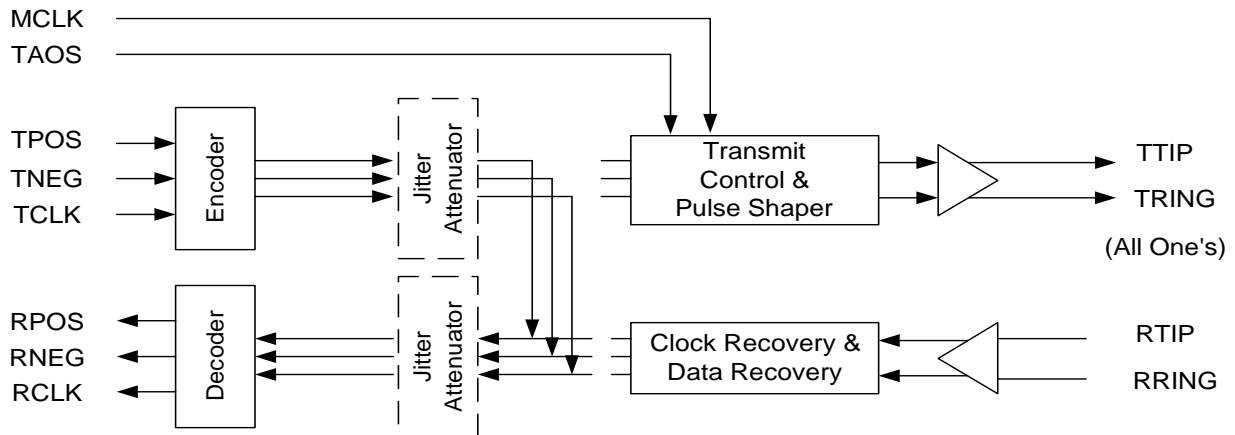 MCLK
TAOS
TPOS
TNEG
TCLK
Encoder
Jitter
Attenuator
Transmit
Control &
Pulse Shaper
TTIP
TRING
(All One's)
RPOS
RNEG
RCLK
Decoder
Jitter
Attenuator
Clock Recovery &
Data Recovery
RTIP
RRING